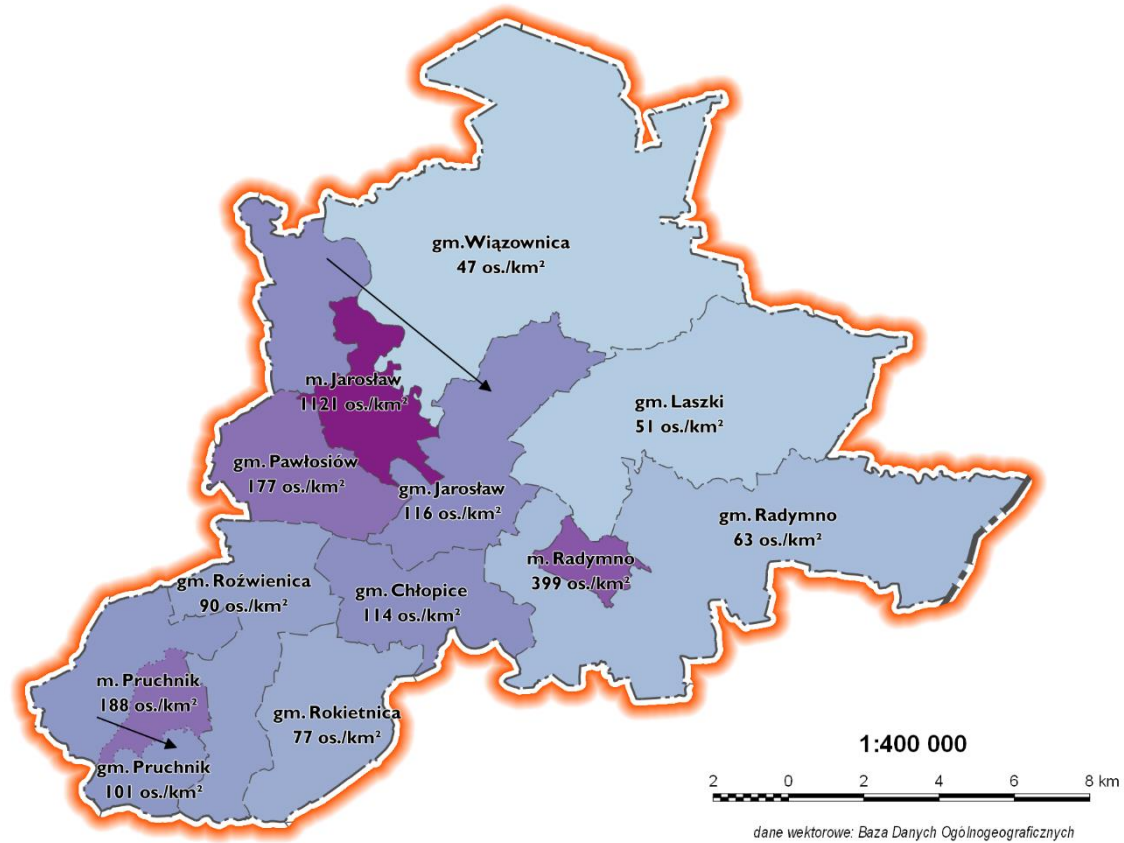 gm. Wiązownica
47 os./km²
m. Jarosław
1121 os./km²
gm. Laszki
51 os./km²
gm. Pawłosiów
177 os./km²
gm. Jarosław
116 os./km²
gm. Radymno
63 os./km²
m. Radymno
399 os./km²
gm. Roźwienica
90 os./km²
gm. Chłopice
114 os./km²
m. Pruchnik
188 os./km²
gm. Rokietnica
77 os./km²
gm. Pruchnik
101 os./km²
1:400 000
2 0 2 4 6 8 km
dane wektorowe: Baza Danych Ogólnogeograficznych